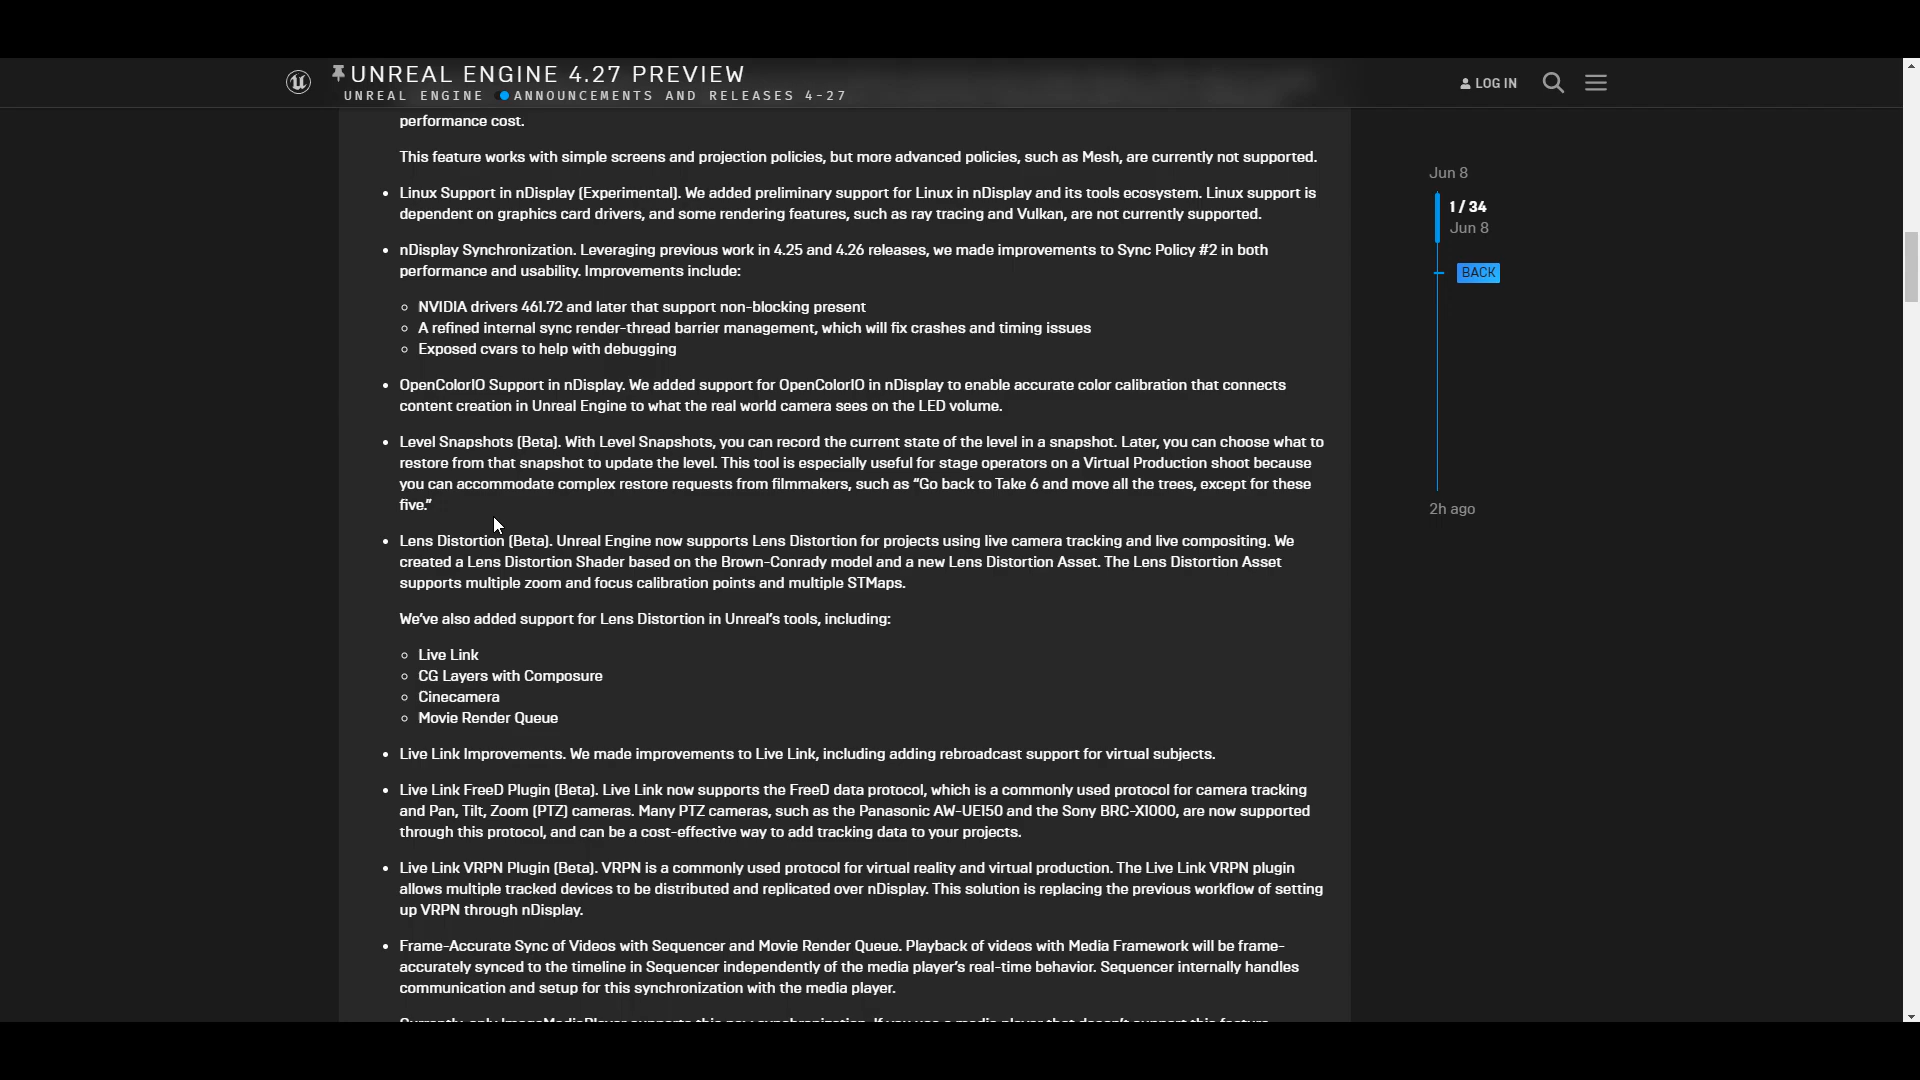 UNREAL ENGINE 4.27 PREVIEW
UNREAL ENGINE ANNOUNCEMENTS AND RELEASES 4-27
LOG IN
performance cost.
This feature works with simple screens and projection policies, but more advanced policies, such as Mesh, are currently not supported.
Linux Support in nDisplay (Experimental). We added preliminary support for Linux in nDisplay and its tools ecosystem. Linux support is
dependent on graphics card drivers, and some rendering features, such as ray tracing and Vulkan, are not currently supported.
nDisplay Synchronization. Leveraging previous work in 4.25 and 4.26 releases, we made improvements to Sync Policy #2 in both
performance and usability. Improvements include:
NVIDIA drivers 461.72 and later that support non-blocking present
A refined internal sync render-thread barrier management, which will fix crashes and timing issues
Exposed cvars to help with debugging
OpenColorIO Support in nDisplay. We added support for OpenColorIO in nDisplay to enable accurate color calibration that connects
content creation in Unreal Engine to what the real world camera sees on the LED volume.
Level Snapshots (Beta). With Level Snapshots, you can record the current state of the level in a snapshot. Later, you can choose what to
restore from that snapshot to update the level. This tool is especially useful for stage operators on a Virtual Production shoot because
you can accommodate complex restore requests from filmmakers, such as “Go back to Take 6 and move all the trees, except for these
five.”
Lens Distortion (Beta). Unreal Engine now supports Lens Distortion for projects using live camera tracking and live compositing. We
created a Lens Distortion Shader based on the Brown-Conrady model and a new Lens Distortion Asset. The Lens Distortion Asset
supports multiple zoom and focus calibration points and multiple STMaps.
We’ve also added support for Lens Distortion in Unreal’s tools, including:
Live Link
CG Layers with Composure
Cinecamera
Movie Render Queue
Live Link Improvements. We made improvements to Live Link, including adding rebroadcast support for virtual subjects.
Live Link FreeD Plugin (Beta). Live Link now supports the FreeD data protocol, which is a commonly used protocol for camera tracking
and Pan, Tilt, Zoom (PTZ) cameras. Many PTZ cameras, such as the Panasonic AW-UE150 and the Sony BRC-X1000, are now supported
through this protocol, and can be a cost-effective way to add tracking data to your projects.
Live Link VRPN Plugin (Beta). VRPN is a commonly used protocol for virtual reality and virtual production. The Live Link VRPN plugin
allows multiple tracked devices to be distributed and replicated over nDisplay. This solution is replacing the previous workflow of setting
up VRPN through nDisplay.
Frame-Accurate Sync of Videos with Sequencer and Movie Render Queue. Playback of videos with Media Framework will be frame-
accurately synced to the timeline in Sequencer independently of the media player’s real-time behavior. Sequencer internally handles
communication and setup for this synchronization with the media player.
Currently, only ImageMediaPlayer supports this new synchronization. If you use a media player that doesn’t support this feature,
Jun 8
1 / 34
Jun 8
BACK
2h ago